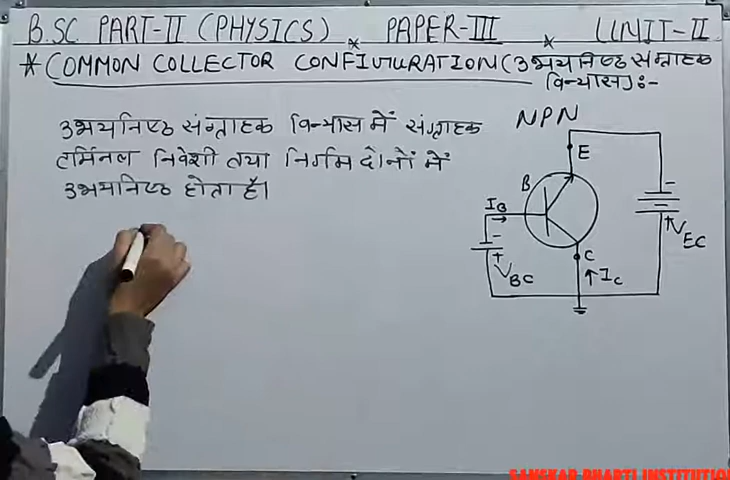 B.SC PART-II (PHYSICS) * PAPER-III * UNIT-II
* COMMON COLLECTOR CONFIGURATION (उभयनिष्ठ संग्राहक
विन्यास) :-
उभयनिष्ठ संग्राहक विन्यास में संग्राहक
टर्मिनल निवेशी तथा निर्गम दोनों में
उभयनिष्ठ होता है।
NPN
E
B
IB
-
+
VBC
C
↑ IC
-
+
VEC
SANSKAR BHARTI INSTITUTION